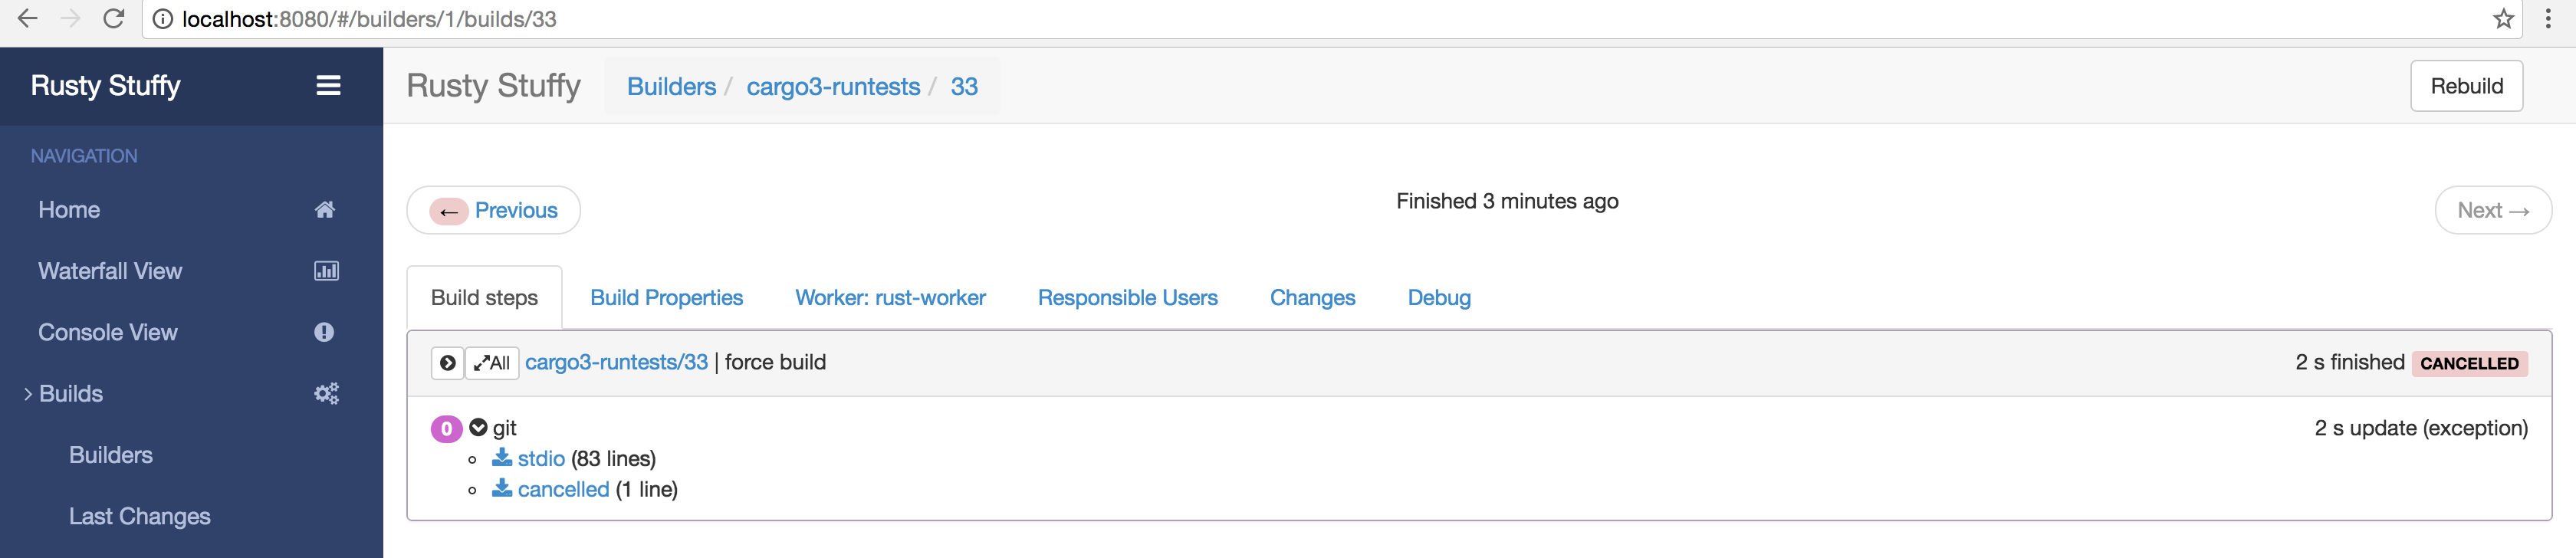 localhost:8080/#/builders/1/builds/33
Rusty Stuffy
NAVIGATION
Home
Waterfall View
Console View
Builds
Builders
Last Changes
Rusty Stuffy Builders / cargo3-runtests / 33 Rebuild
← Previous Finished 3 minutes ago Next →
Build steps Build Properties Worker: rust-worker Responsible Users Changes Debug
All cargo3-runtests/33 | force build 2 s finished CANCELLED
0 git 2 s update (exception)
stdio (83 lines)
cancelled (1 line)